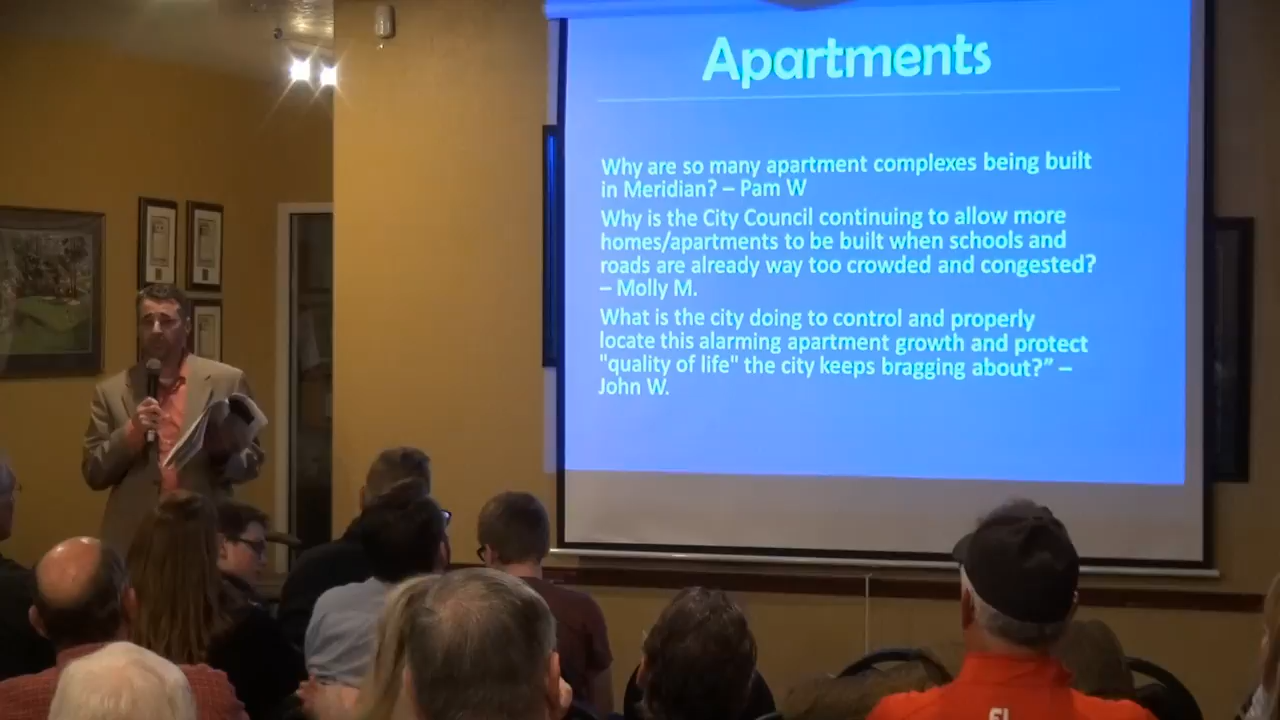 Apartments
Why are so many apartment complexes being built
in Meridian? – Pam W
Why is the City Council continuing to allow more
homes/apartments to be built when schools and
roads are already way too crowded and congested?
– Molly M.
What is the city doing to control and properly
locate this alarming apartment growth and protect
"quality of life" the city keeps bragging about?” –
John W.